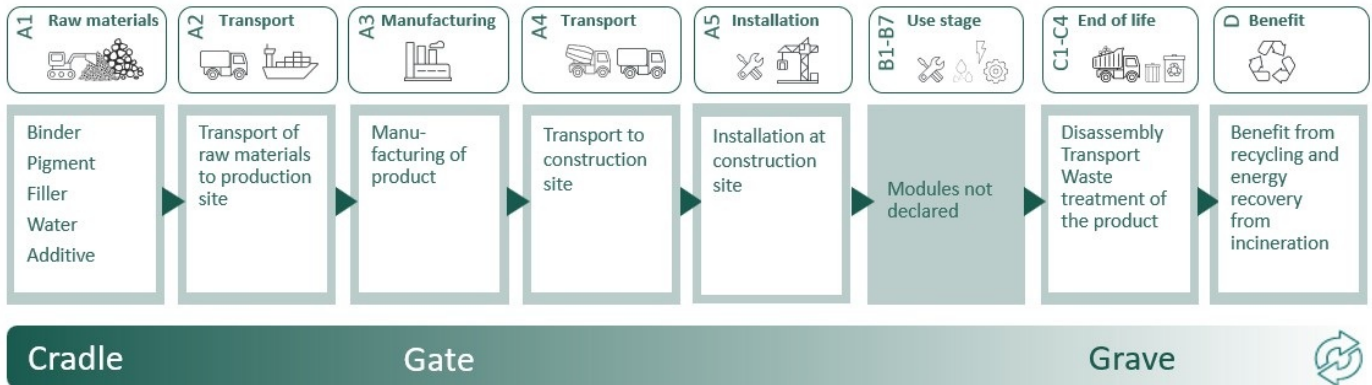 A1
Raw materials
A2
Transport
A3
Manufacturing
A4
Transport
A5
Installation
B1-B7
Use stage
C1-C4
End of life
D
Benefit
Binder
Pigment
Filler
Water
Additive
Transport of
raw materials
to production
site
Manu-
facturing of
product
Transport to
construction
site
Installation at
construction
site
Modules not
declared
Disassembly
Transport
Waste
treatment of
the product
Benefit from
recycling and
energy
recovery
from
incineration
Cradle
Gate
Grave